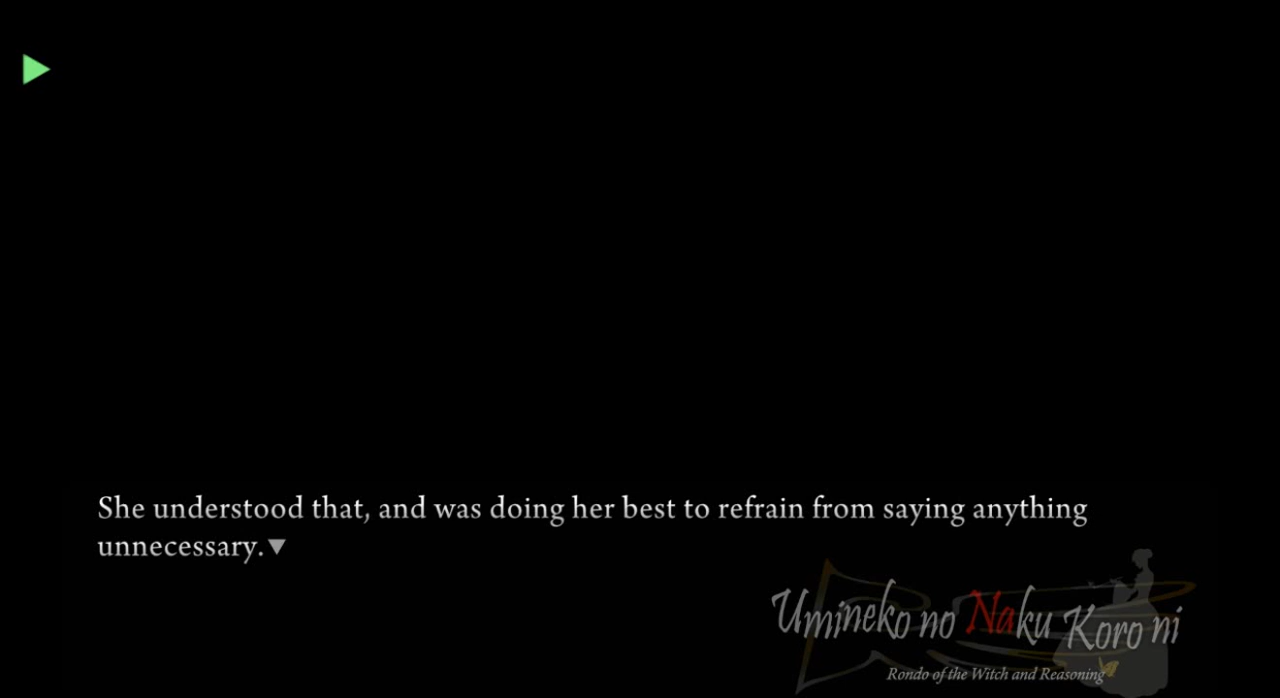 She understood that, and was doing her best to refrain from saying anything
unnecessary.
Umineko no Naku Koro ni
Rondo of the Witch and Reasoning